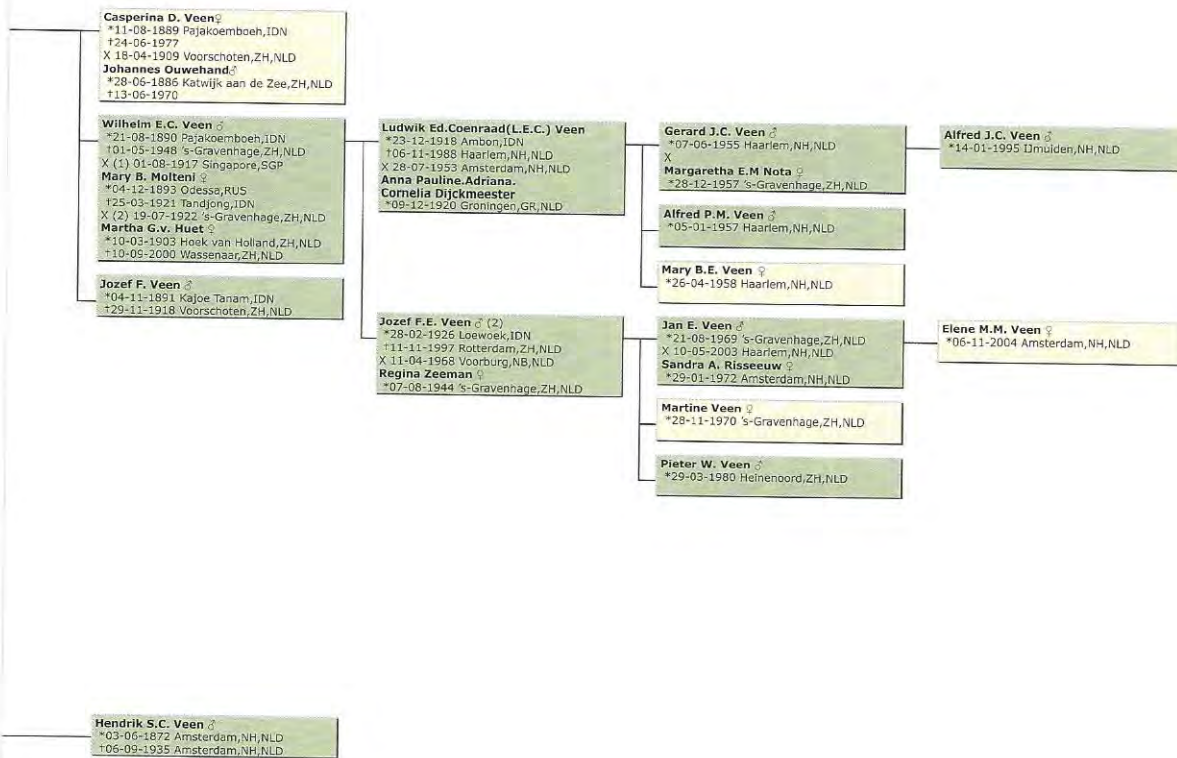 Casperina D. Veen♀
*11-08-1889 Pajakoemboeh,IDN
†24-06-1977
X 18-04-1909 Voorschoten,ZH,NLD
Johannes Ouwehand♂
*28-06-1886 Katwijk aan de Zee,ZH,NLD
†13-06-1970
Wilhelm E.C. Veen ♂
*21-08-1890 Pajakoemboeh,IDN
†01-05-1948 's-Gravenhage,ZH,NLD
X (1) 01-08-1917 Singapore,SGP
Mary B. Molteni ♀
*04-12-1893 Odessa,RUS
†25-03-1921 Tandjong,IDN
X (2) 19-07-1922 's-Gravenhage,ZH,NLD
Martha G.v. Huet ♀
*10-03-1903 Hoek van Holland,ZH,NLD
†10-09-2000 Wassenaar,ZH,NLD
Jozef F. Veen ♂
*04-11-1891 Kajoe Tanam,IDN
†29-11-1918 Voorschoten,ZH,NLD
Ludwik Ed.Coenraad(L.E.C.) Veen
*23-12-1918 Ambon,IDN
†06-11-1988 Haarlem,NH,NLD
X 28-07-1953 Amsterdam,NH,NLD
Anna Pauline.Adriana.
Cornelia Dijckmeester
*09-12-1920 Groningen,GR,NLD
Jozef F.E. Veen ♂ (2)
*28-02-1926 Loewoek,IDN
†11-11-1997 Rotterdam,ZH,NLD
X 11-04-1968 Voorburg,NB,NLD
Regina Zeeman ♀
*07-08-1944 's-Gravenhage,ZH,NLD
Gerard J.C. Veen ♂
*07-06-1955 Haarlem,NH,NLD
X
Margaretha E.M Nota ♀
*28-12-1957 's-Gravenhage,ZH,NLD
Alfred P.M. Veen ♂
*05-01-1957 Haarlem,NH,NLD
Mary B.E. Veen ♀
*26-04-1958 Haarlem,NH,NLD
Jan E. Veen ♂
*21-08-1969 's-Gravenhage,ZH,NLD
X 10-05-2003 Haarlem,NH,NLD
Sandra A. Risseeuw ♀
*29-01-1972 Amsterdam,NH,NLD
Martine Veen ♀
*28-11-1970 's-Gravenhage,ZH,NLD
Pieter W. Veen ♂
*29-03-1980 Heinenoord,ZH,NLD
Alfred J.C. Veen ♂
*14-01-1995 IJmuiden,NH,NLD
Elene M.M. Veen ♀
*06-11-2004 Amsterdam,NH,NLD
Hendrik S.C. Veen ♂
*03-06-1872 Amsterdam,NH,NLD
†06-09-1935 Amsterdam,NH,NLD